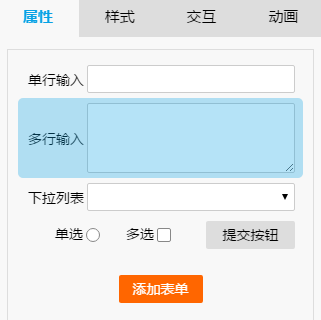 属性 样式 交互 动画
单行输入
多行输入
下拉列表
单选 多选 提交按钮
添加表单